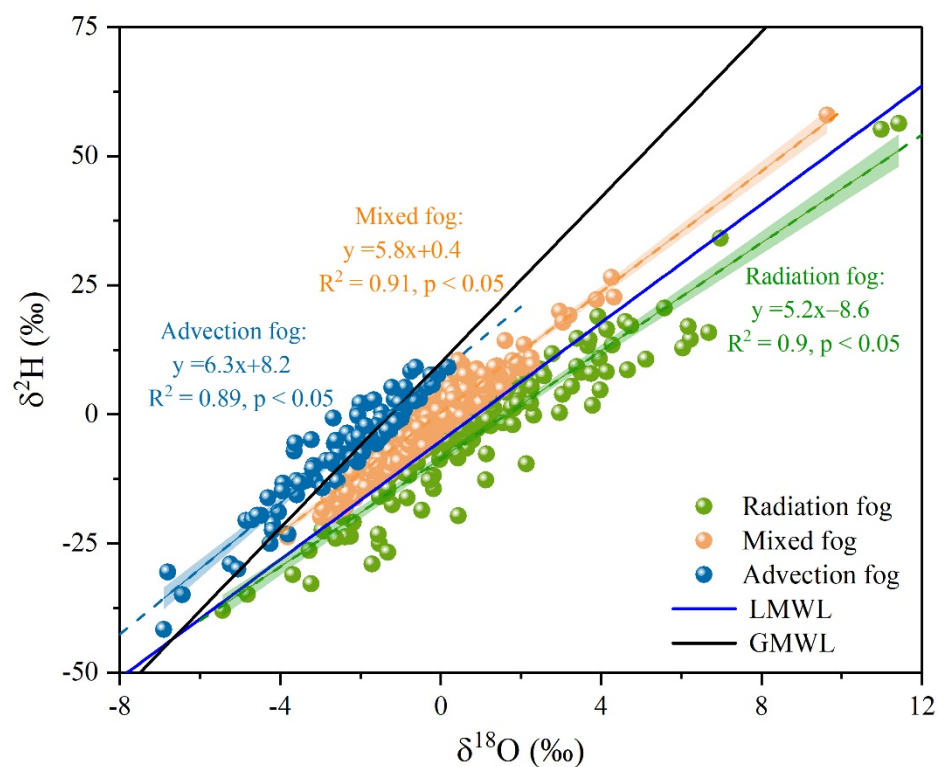 75
50
25
0
-25
-50
δ²H (‰)
Mixed fog:
y =5.8x+0.4
R² = 0.91, p < 0.05
Advection fog:
y =6.3x+8.2
R² = 0.89, p < 0.05
Radiation fog:
y =5.2x−8.6
R² = 0.9, p < 0.05
Radiation fog
Mixed fog
Advection fog
LMWL
GMWL
-8
-4
0
4
8
12
δ¹⁸O (‰)